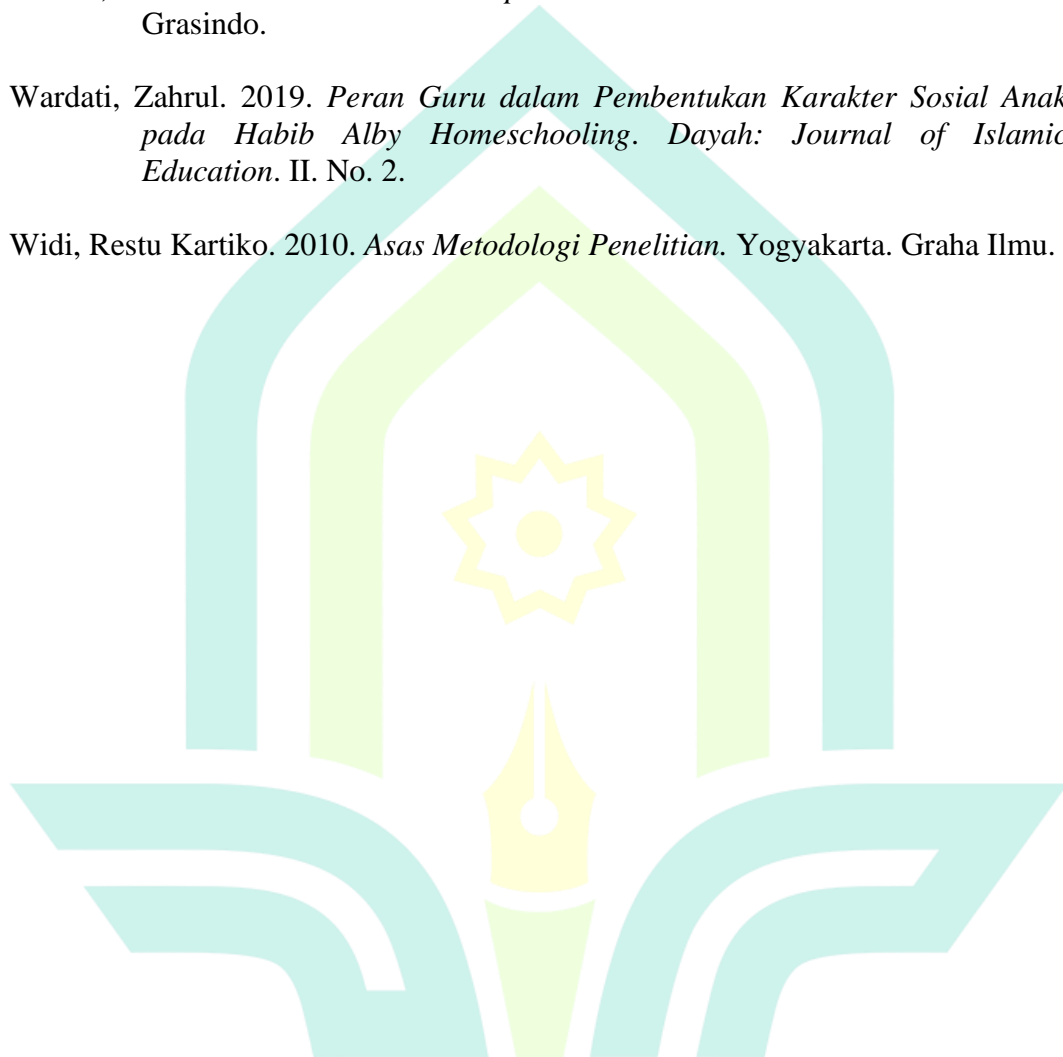 Grasindo.
Wardati, Zahrul. 2019. Peran Guru dalam Pembentukan Karakter Sosial Anak
pada Habib Alby Homeschooling. Dayah: Journal of Islamic
Education. II. No. 2.
Widi, Restu Kartiko. 2010. Asas Metodologi Penelitian. Yogyakarta. Graha Ilmu.